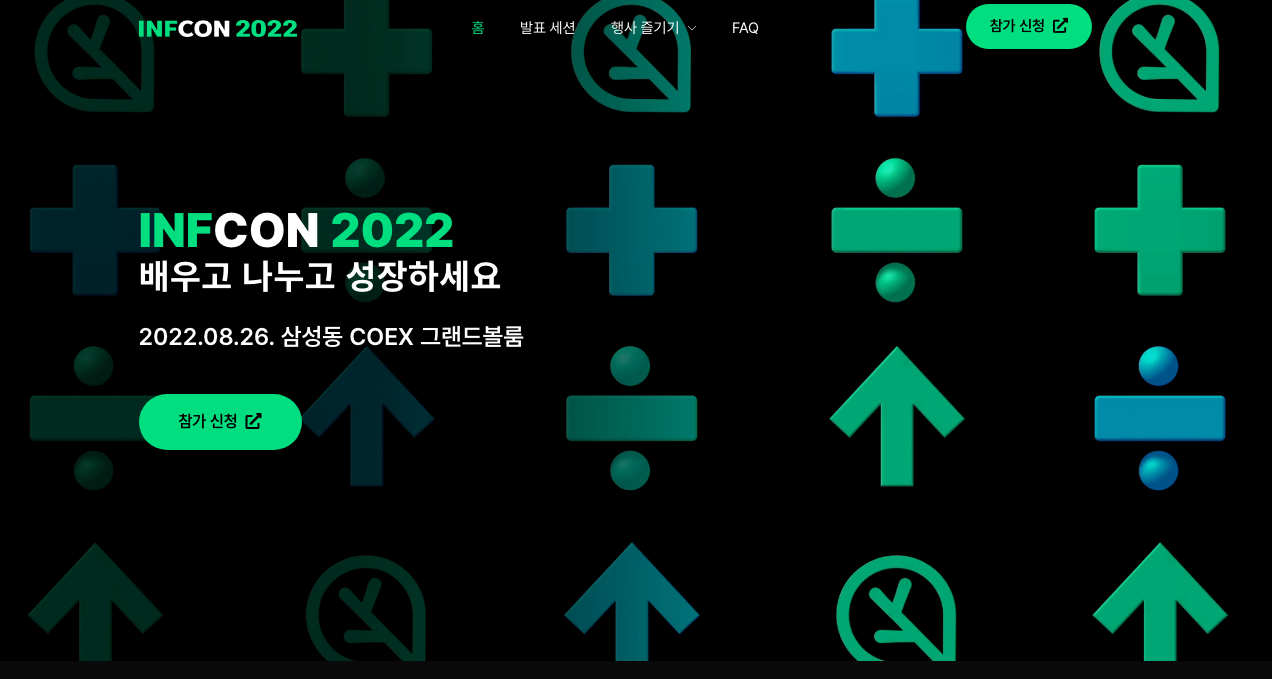 INFCON 2022
홈
발표 세션
행사 즐기기
FAQ
참가 신청
INFCON 2022
배우고 나누고 성장하세요
2022.08.26. 삼성동 COEX 그랜드볼룸
참가 신청